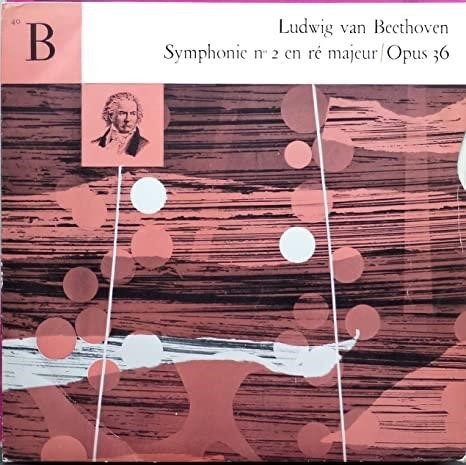 40
B
Ludwig van Beethoven
Symphonie nº 2 en ré majeur/Opus 36